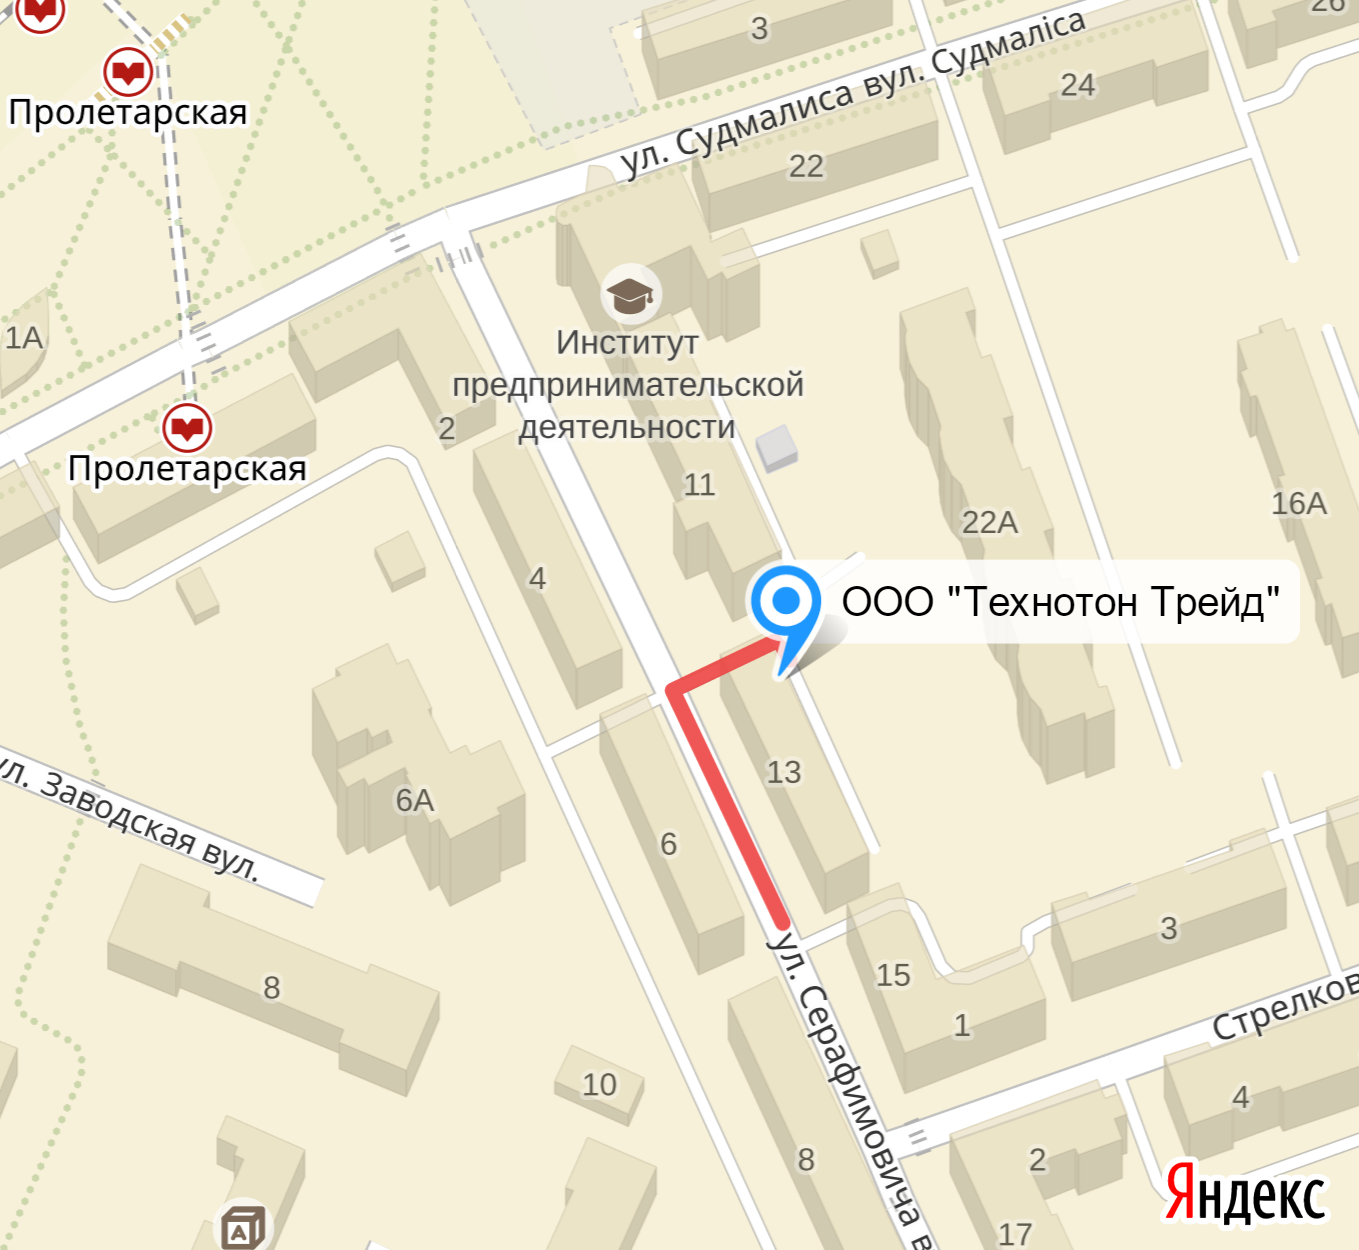 26
3
ул. Судмалиса вул. Судмаліса
24
Пролетарская
22
1А
Институт
предпринимательской
деятельности
2
Пролетарская
11
16А
22А
4
ООО "Технотон Трейд"
13
ул. Заводская вул.
6А
6
3
15
8
1
ул. Серафимовича в
Стрелков
10
4
8
2
17
А
Яндекс